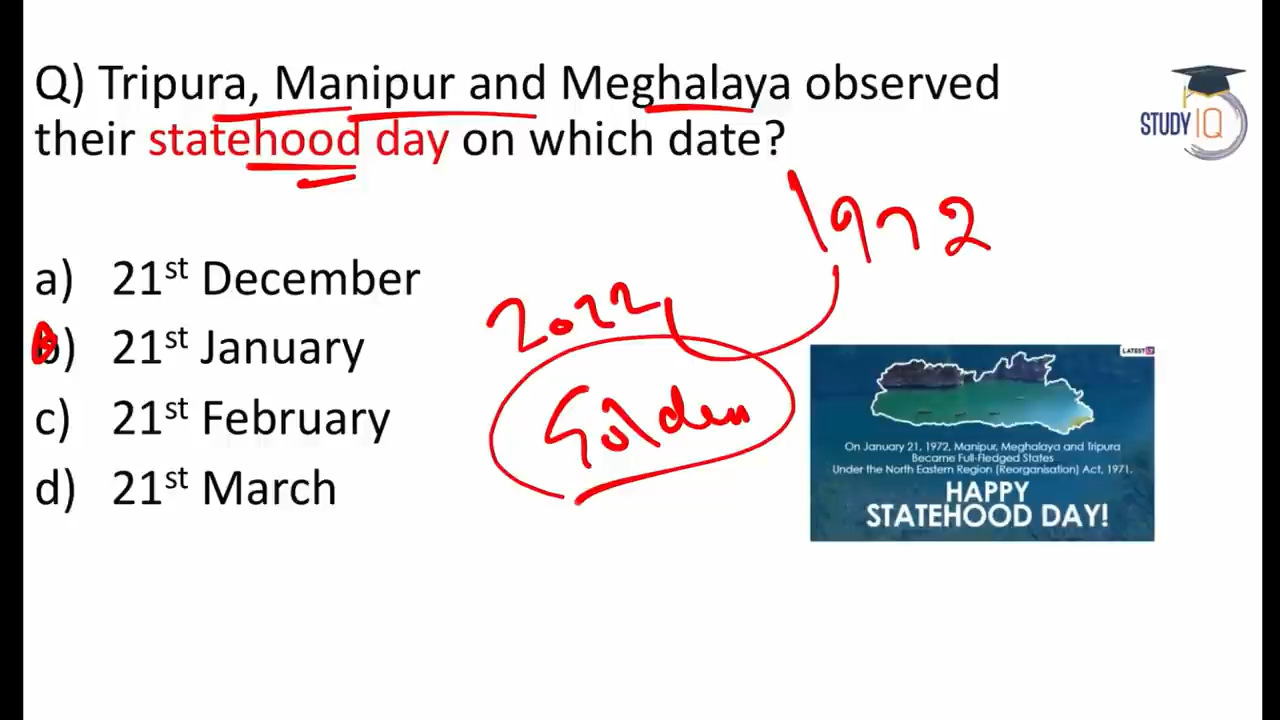 Q) Tripura, Manipur and Meghalaya observed
their statehood day on which date?
STUDY IQ
1972
a) 21st December
2022
b) 21st January
LATESTLY
Golden
c) 21st February
On January 21, 1972, Manipur, Meghalaya and Tripura
Became Full-Fledged States
Under the North Eastern Region (Reorganisation) Act, 1971.
d) 21st March
HAPPY
STATEHOOD DAY!